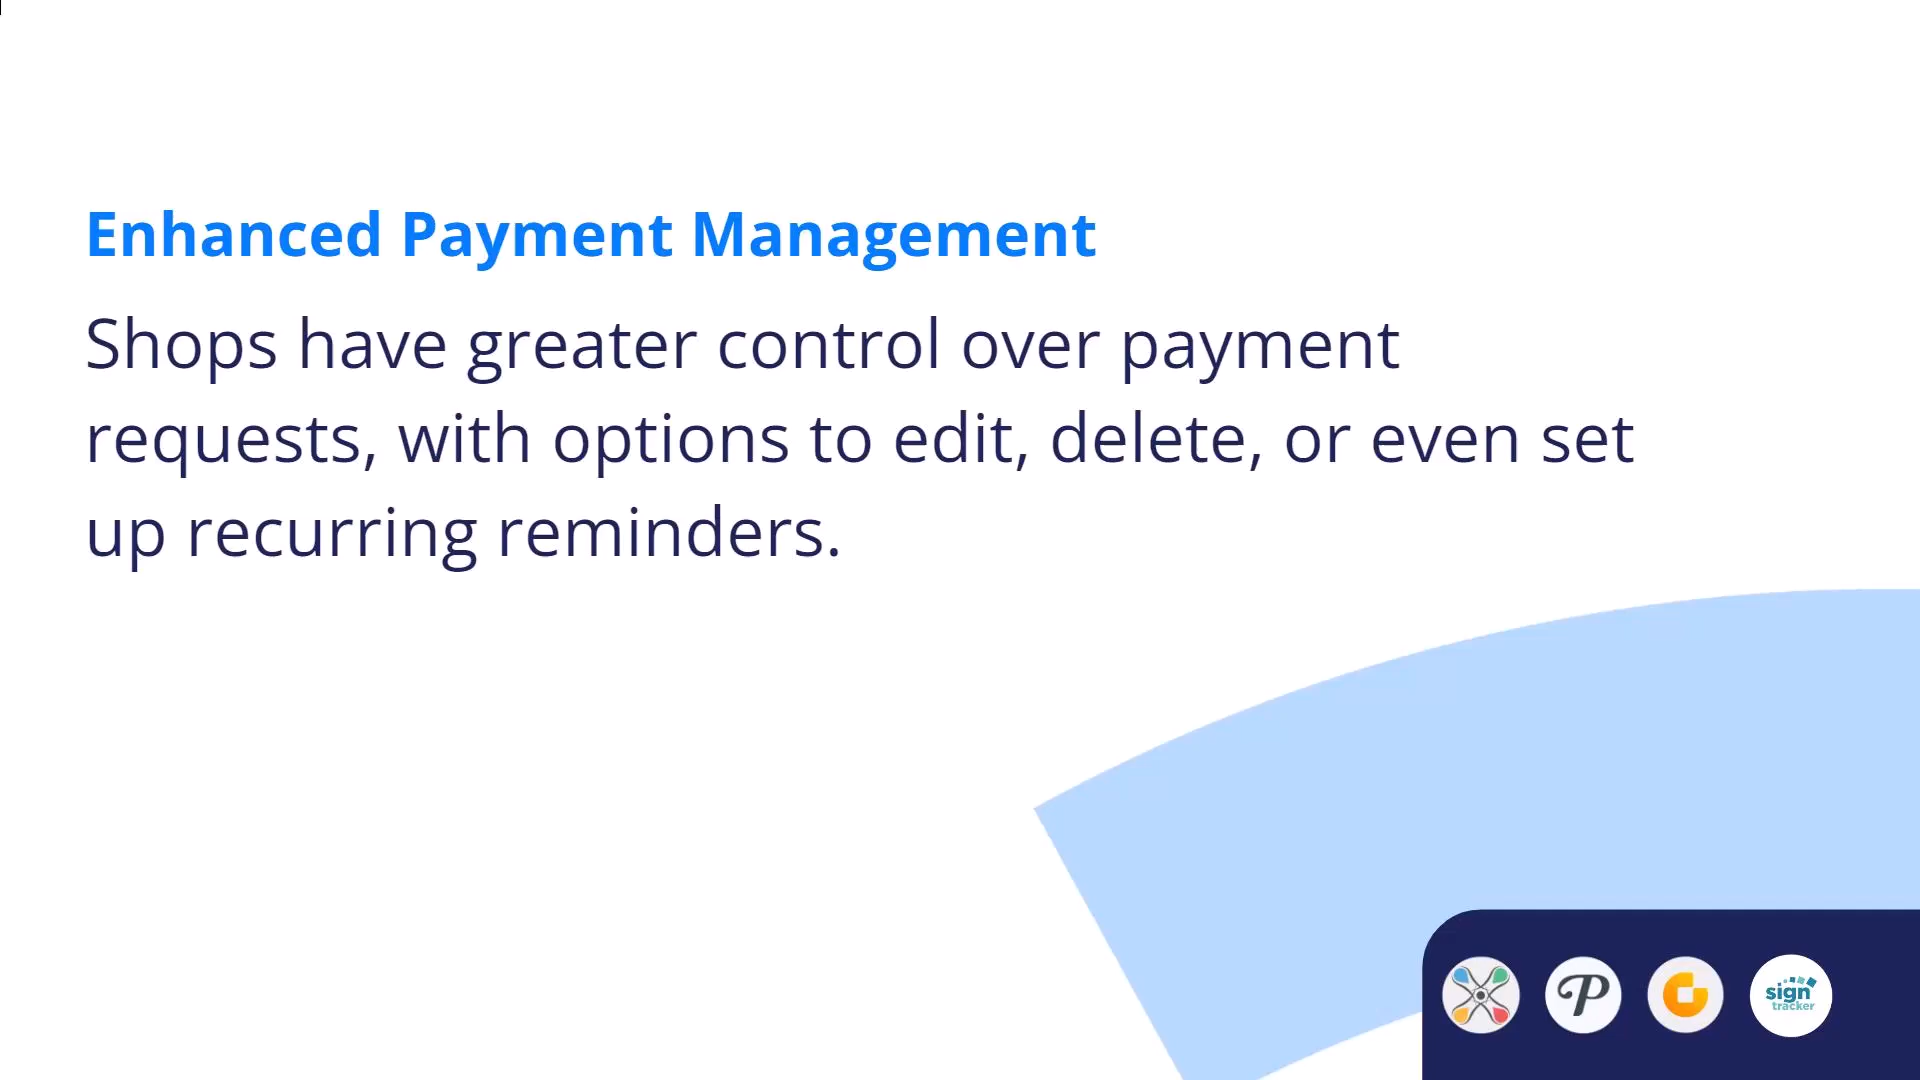 Enhanced Payment Management
Shops have greater control over payment
requests, with options to edit, delete, or even set
up recurring reminders.
P
sign
tracker